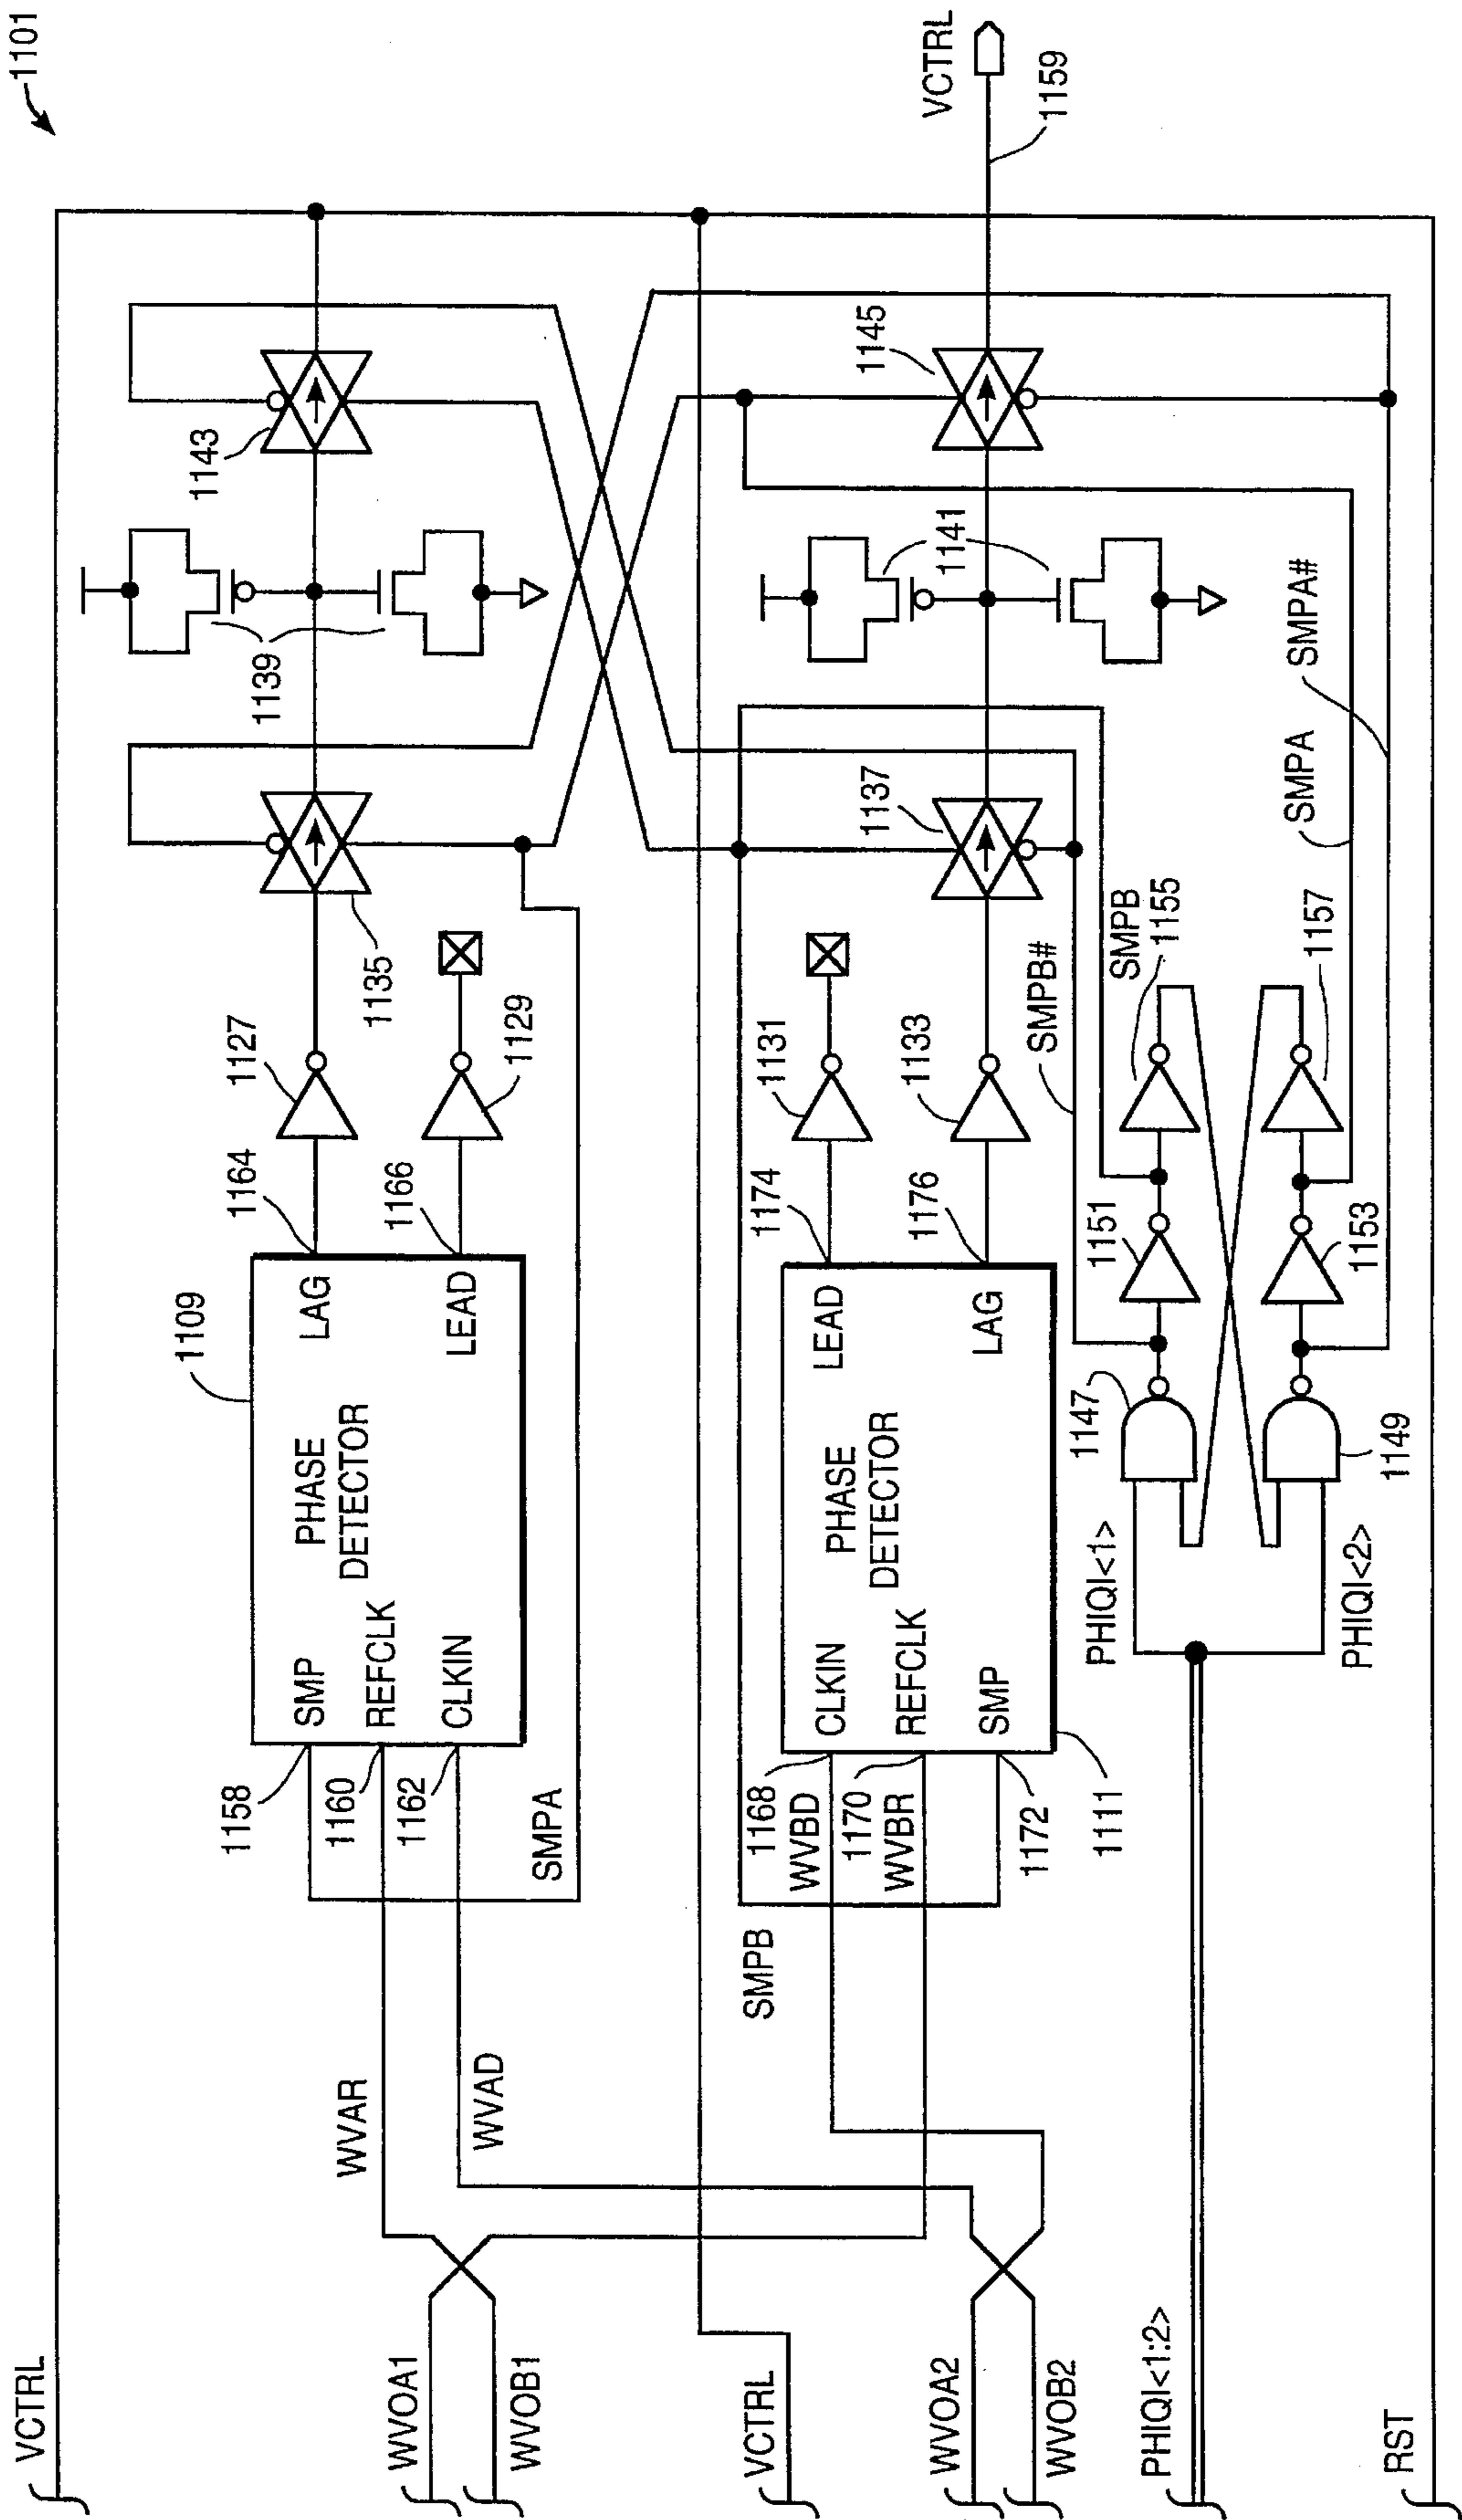 1101
VCTRL
VCTRL
1159
1143
1145
1139
1141
SMPA#
SMPA
1137
1135
SMPB
1155
1157
1127
1129
1131
1133
SMPB#
1164
1166
1174
1176
1151
1153
1109
LAG
LEAD
PHASE
DETECTOR
SMP
REFCLK
CLKIN
LEAD
LAG
PHASE
DETECTOR
CLKIN
REFCLK
SMP
1147
1149
PHIQI<1>
PHIQI<2>
1158
1160
1162
SMPA
1168
WVBD
1170
WVBR
1172
1111
SMPB
WVAR
WVAD
WVOA1
WVOB1
VCTRL
WVOA2
WVOB2
PHIQI<1:2>
RST